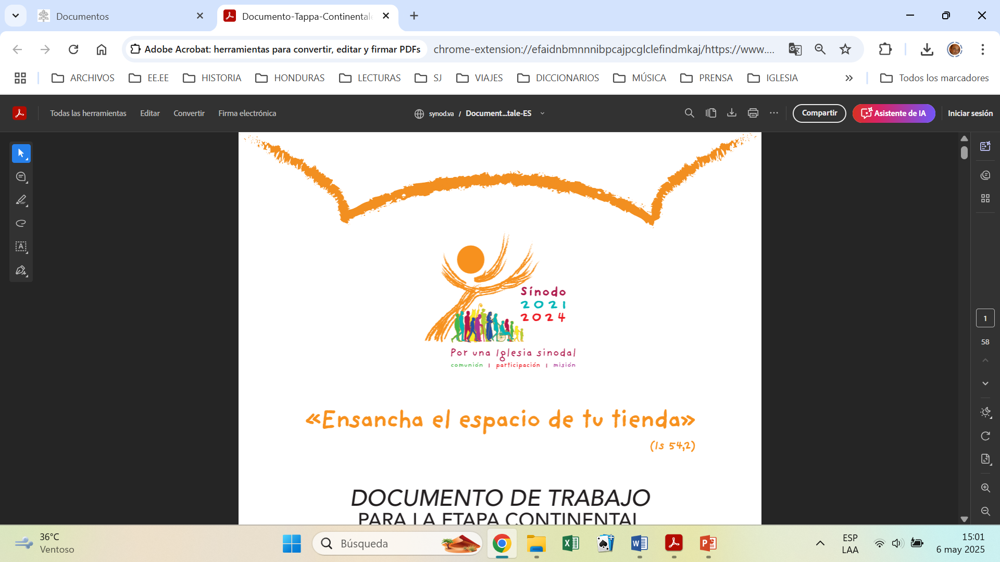 Documentos
Documento-Tappa-Continentale
Adobe Acrobat: herramientas para convertir, editar y firmar PDFs
chrome-extension://efaidnbmnnnibpcajpcglclefindmkaj/https://www....
ARCHIVOS
EE.EE
HISTORIA
HONDURAS
LECTURAS
SJ
VIAJES
DICCIONARIOS
MÚSICA
PRENSA
IGLESIA
»
Todos los marcadores
Todas las herramientas
Editar
Convertir
Firma electrónica
synod.va / Document...tale-ES
Compartir
Asistente de IA
Iniciar sesión
Sínodo
2021
2024
Por una Iglesia sinodal
comunión | participación | misión
«Ensancha el espacio de tu tienda»
(Is 54,2)
DOCUMENTO DE TRABAJO
PARA LA ETAPA CONTINENTAL
1
58
36°C
Ventoso
Búsqueda
ESP
LAA
15:01
6 may 2025